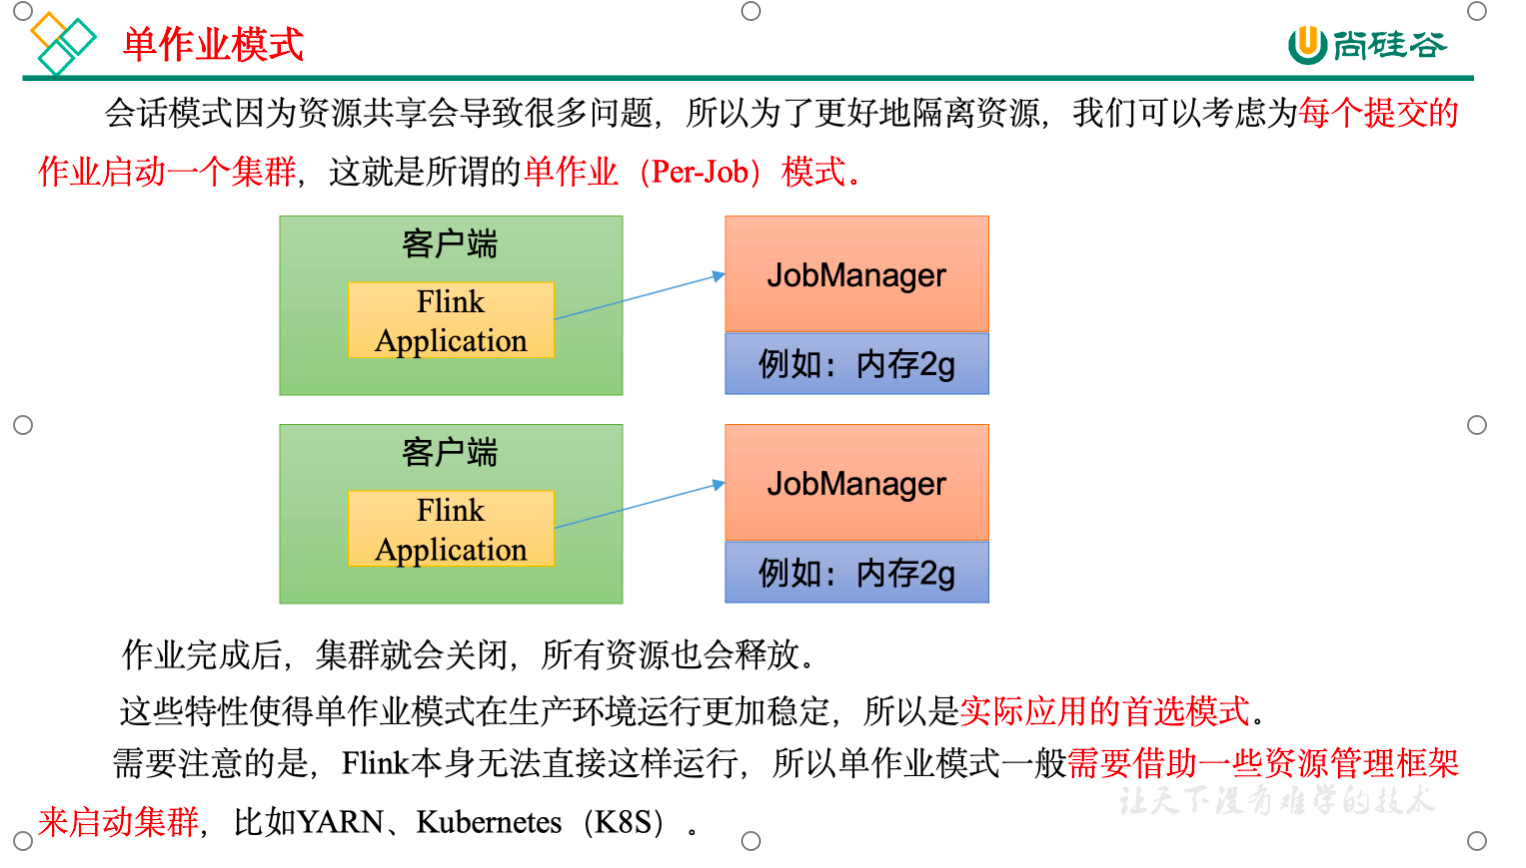 单作业模式
尚硅谷
会话模式因为资源共享会导致很多问题，所以为了更好地隔离资源，我们可以考虑为每个提交的
作业启动一个集群，这就是所谓的单作业（Per-Job）模式。
客户端
Flink
Application
JobManager
例如：内存2g
客户端
Flink
Application
JobManager
例如：内存2g
作业完成后，集群就会关闭，所有资源也会释放。
这些特性使得单作业模式在生产环境运行更加稳定，所以是实际应用的首选模式。
需要注意的是，Flink本身无法直接这样运行，所以单作业模式一般需要借助一些资源管理框架
让天下没有难学的技术
来启动集群，比如YARN、Kubernetes（K8S）。